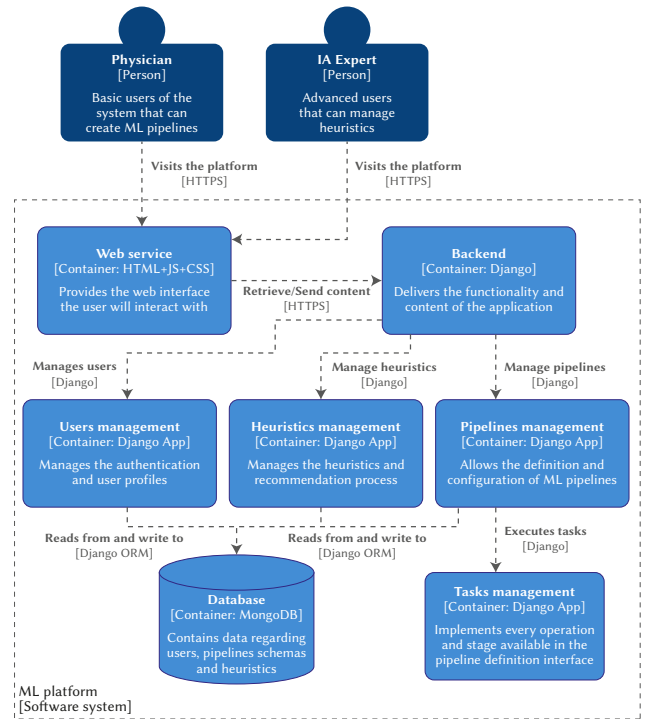 Physician
[Person]
Basic users of the
system that can
create ML pipelines
IA Expert
[Person]
Advanced users
that can manage
heuristics
Visits the platform
[HTTPS]
Visits the platform
[HTTPS]
Web service
[Container: HTML+JS+CSS]
Provides the web interface
the user will interact with
Retrieve/Send content
[HTTPS]
Backend
[Container: Django]
Delivers the functionality and
content of the application
Manages users
[Django]
Manage heuristics
[Django]
Manage pipelines
[Django]
Users management
[Container: Django App]
Manages the authentication
and user profiles
Heuristics management
[Container: Django App]
Manages the heuristics and
recommendation process
Pipelines management
[Container: Django App]
Allows the definition and
configuration of ML pipelines
Reads from and write to
[Django ORM]
Reads from and write to
[Django ORM]
Executes tasks
[Django]
Database
[Container: MongoDB]
Contains data regarding
users, pipelines schemas
and heuristics
Tasks management
[Container: Django App]
Implements every operation
and stage available in the
pipeline definition interface
ML platform
[Software system]